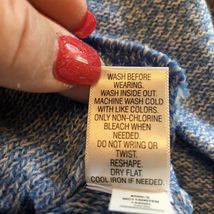 WASH BEFORE
WEARING.
WASH INSIDE OUT.
MACHINE WASH COLD
WITH LIKE COLORS.
ONLY NON-CHLORINE
BLEACH WHEN
NEEDED.
DO NOT WRING OR
TWIST.
RESHAPE.
DRY FLAT.
COOL IRON IF NEEDED.